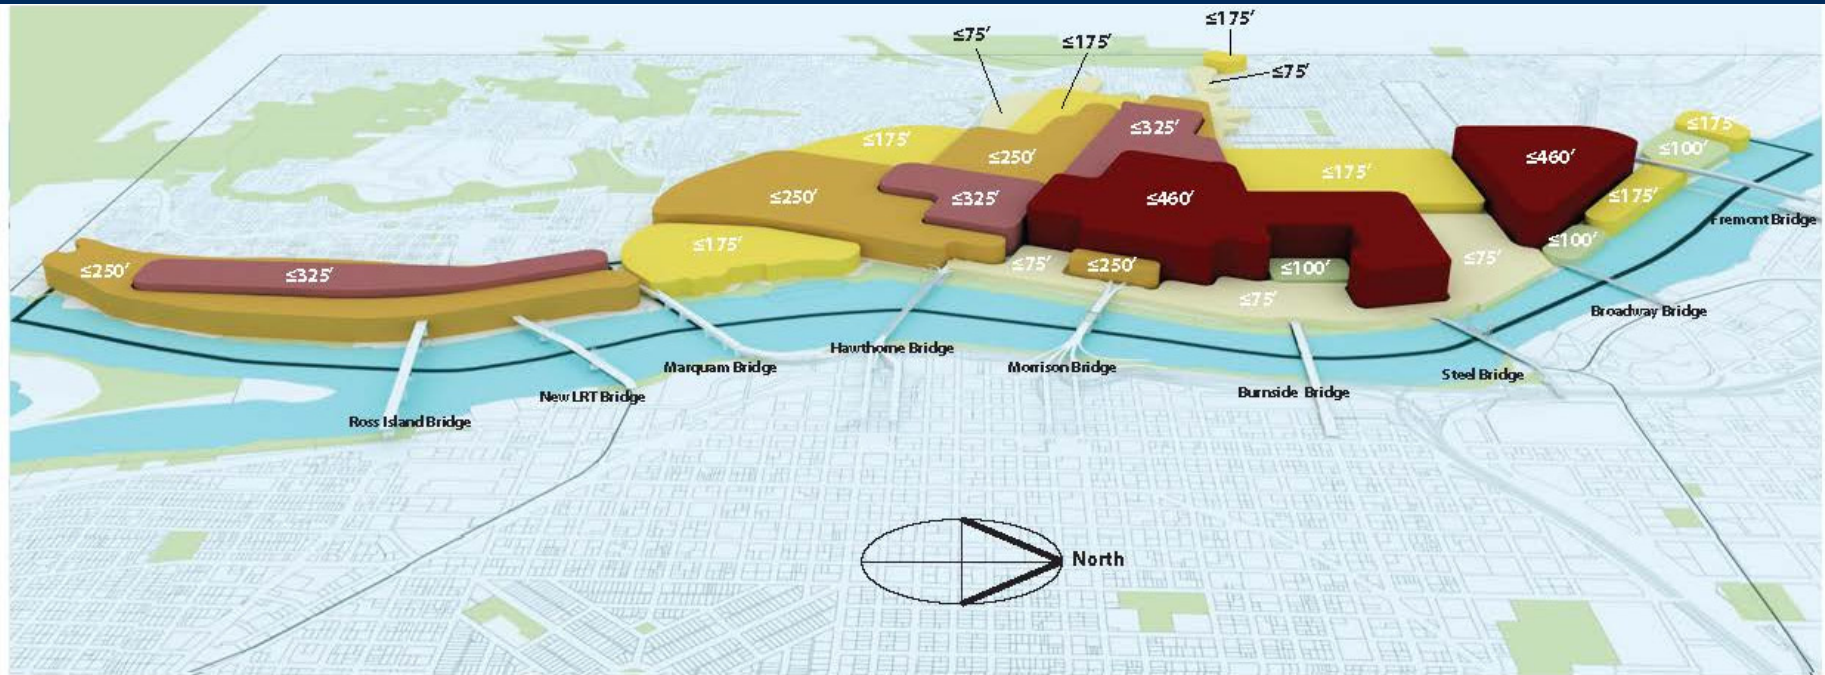 ≤175′
≤75′
≤175′
≤75′
≤175′
≤325′
≤175′
≤250′
≤460′
≤100′
≤175′
≤250′
≤325′
≤460′
≤175′
Fremont Bridge
≤175′
≤100′
≤250′
≤325′
≤75′
≤250′
≤100′
≤75′
≤75′
Broadway Bridge
Hawthorne Bridge
Marquam Bridge
Morrison Bridge
Steel Bridge
New LRT Bridge
Burnside Bridge
Ross Island Bridge
North